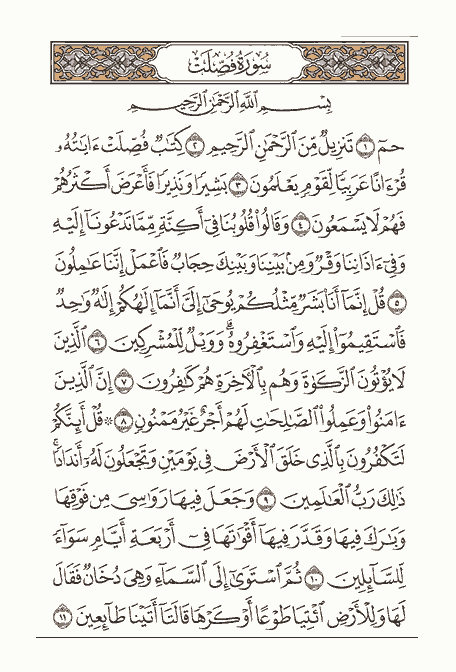 سُورَةُ فُصِّلَتْ
بِسْمِ ٱللَّهِ ٱلرَّحْمَٰنِ ٱلرَّحِيمِ
حمٓ ١ تَنزِيلٌ مِّنَ ٱلرَّحْمَٰنِ ٱلرَّحِيمِ ٢ كِتَٰبٌ فُصِّلَتْ ءَايَٰتُهُۥ
قُرْءَانًا عَرَبِيًّا لِّقَوْمٍ يَعْلَمُونَ ٣ بَشِيرًا وَنَذِيرًا فَأَعْرَضَ أَكْثَرُهُمْ
فَهُمْ لَا يَسْمَعُونَ ٤ وَقَالُوا۟ قُلُوبُنَا فِىٓ أَكِنَّةٍ مِّمَّا تَدْعُونَآ إِلَيْهِ
وَفِىٓ ءَاذَانِنَا وَقْرٌ وَمِنۢ بَيْنِنَا وَبَيْنِكَ حِجَابٌ فَٱعْمَلْ إِنَّنَا عَٰمِلُونَ
٥ قُلْ إِنَّمَآ أَنَا۠ بَشَرٌ مِّثْلُكُمْ يُوحَىٰٓ إِلَىَّ أَنَّمَآ إِلَٰهُكُمْ إِلَٰهٌ وَٰحِدٌ
فَٱسْتَقِيمُوٓا۟ إِلَيْهِ وَٱسْتَغْفِرُوهُ ۗ وَوَيْلٌ لِّلْمُشْرِكِينَ ٦ ٱلَّذِينَ
لَا يُؤْتُونَ ٱلزَّكَوٰةَ وَهُم بِٱلْءَاخِرَةِ هُمْ كَٰفِرُونَ ٧ إِنَّ ٱلَّذِينَ
ءَامَنُوا۟ وَعَمِلُوا۟ ٱلصَّٰلِحَٰتِ لَهُمْ أَجْرٌ غَيْرُ مَمْنُونٍ ٨ ۞ قُلْ أَئِنَّكُمْ
لَتَكْفُرُونَ بِٱلَّذِى خَلَقَ ٱلْأَرْضَ فِى يَوْمَيْنِ وَتَجْعَلُونَ لَهُۥٓ أَندَادًا ۚ
ذَٰلِكَ رَبُّ ٱلْعَٰلَمِينَ ٩ وَجَعَلَ فِيهَا رَوَٰسِىَ مِن فَوْقِهَا
وَبَٰرَكَ فِيهَا وَقَدَّرَ فِيهَآ أَقْوَٰتَهَا فِىٓ أَرْبَعَةِ أَيَّامٍ سَوَآءً
لِّلسَّآئِلِينَ ١٠ ثُمَّ ٱسْتَوَىٰٓ إِلَى ٱلسَّمَآءِ وَهِىَ دُخَانٌ فَقَالَ
لَهَا وَلِلْأَرْضِ ٱئْتِيَا طَوْعًا أَوْ كَرْهًا قَالَتَآ أَتَيْنَا طَآئِعِينَ ١١